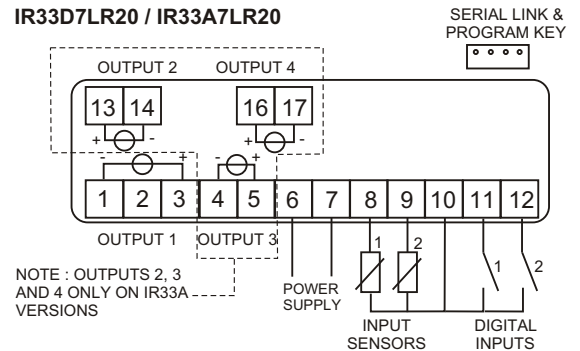 IR33D7LR20 / IR33A7LR20
SERIAL LINK &
PROGRAM KEY
OUTPUT 2
OUTPUT 4
13 14
16 17
+ -
+ -
- +
- +
1 2 3 4 5 6 7 8 9 10 11 12
OUTPUT 1
OUTPUT 3
1
2
1
2
NOTE : OUTPUTS 2, 3
AND 4 ONLY ON IR33A
VERSIONS
POWER
SUPPLY
INPUT
SENSORS
DIGITAL
INPUTS